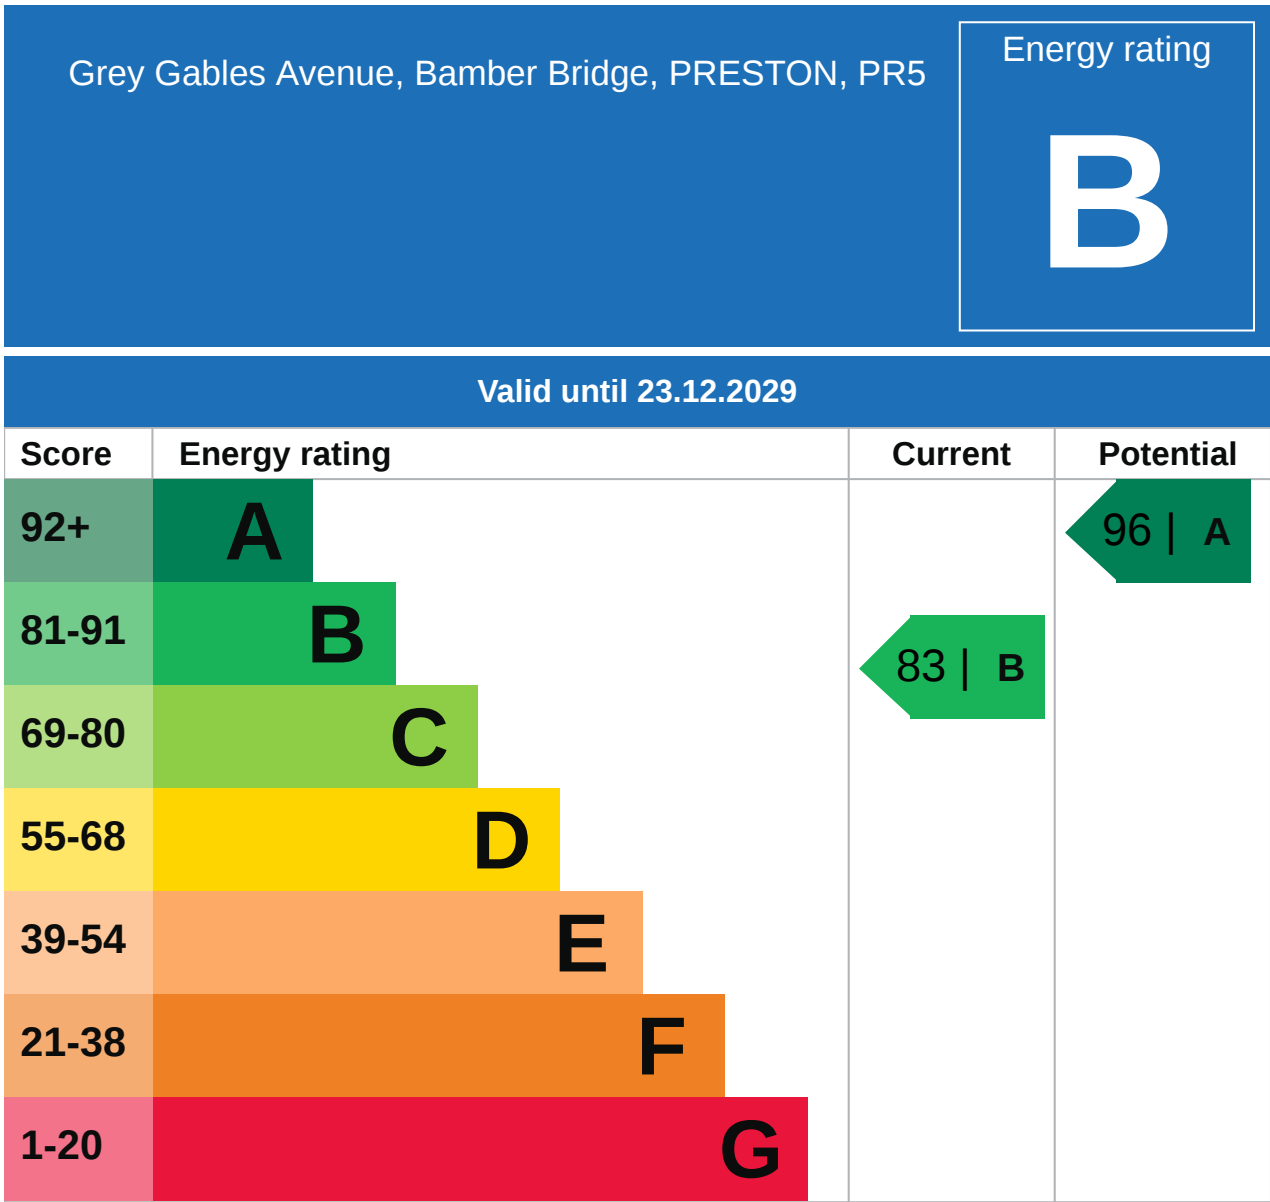 Grey Gables Avenue, Bamber Bridge, PRESTON, PR5
Energy rating
B
Valid until 23.12.2029
Score Energy rating Current Potential
92+ A 96 | A
81-91 B 83 | B
69-80 C
55-68 D
39-54 E
21-38 F
1-20 G